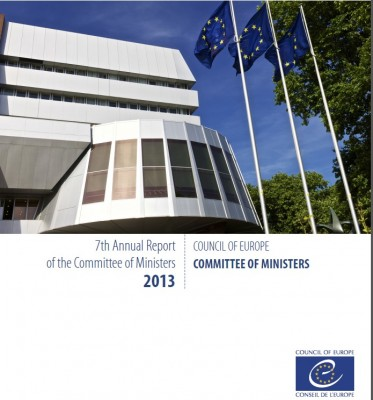 7th Annual Report
of the Committee of Ministers
2013
COUNCIL OF EUROPE
COMMITTEE OF MINISTERS
COUNCIL OF EUROPE
CONSEIL DE L'EUROPE